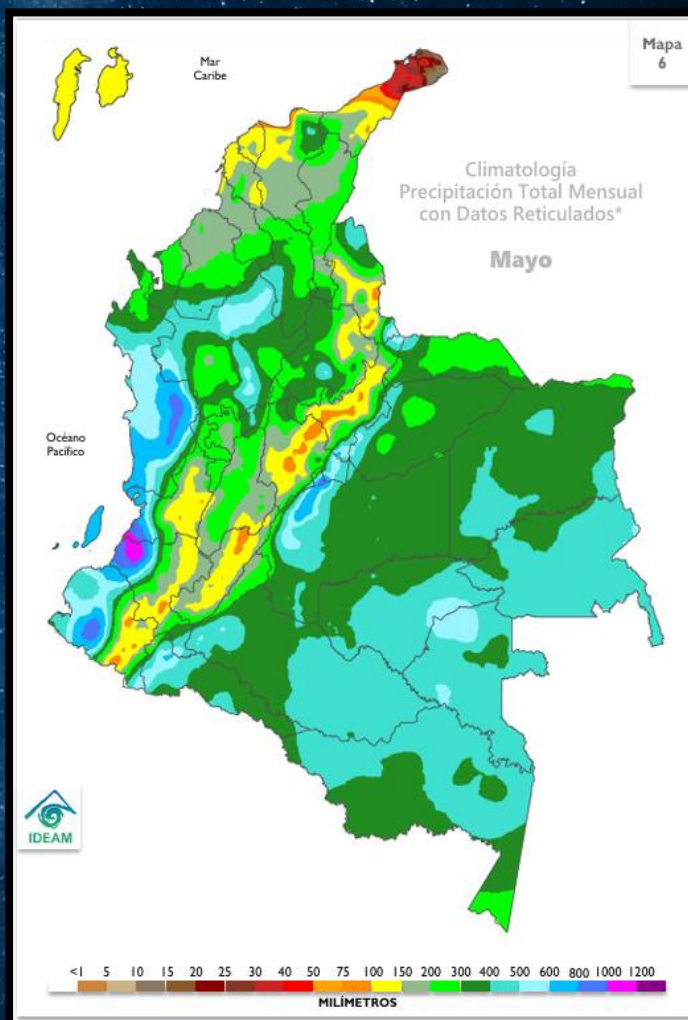 Mapa
6
Mar
Caribe
Climatología
Precipitación Total Mensual
con Datos Reticulados*
Mayo
Océano
Pacífico
IDEAM
<1 5 10 15 20 25 30 40 50 75 100 150 200 300 400 500 600 800 1000 1200
MILÍMETROS